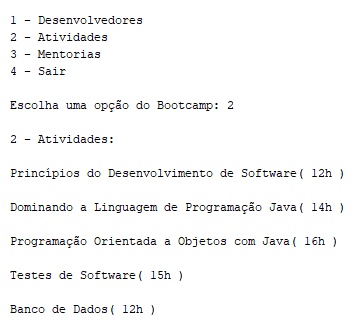 1 - Desenvolvedores
2 - Atividades
3 - Mentorias
4 - Sair
Escolha uma opção do Bootcamp: 2
2 - Atividades:
Princípios do Desenvolvimento de Software( 12h )
Dominando a Linguagem de Programação Java( 14h )
Programação Orientada a Objetos com Java( 16h )
Testes de Software( 15h )
Banco de Dados( 12h )